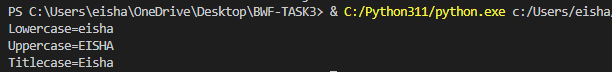 PS C:\Users\eisha\OneDrive\Desktop\BWF-TASK3> & C:/Python311/python.exe c:/Users/eisha/
Lowercase=eisha
Uppercase=EISHA
Titlecase=Eisha